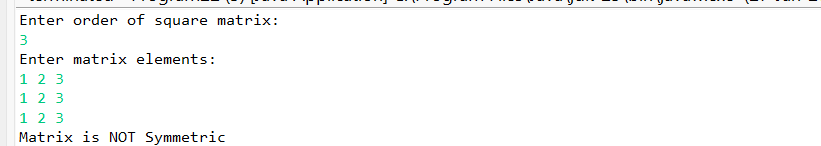 Enter order of square matrix:
3
Enter matrix elements:
1 2 3
1 2 3
1 2 3
Matrix is NOT Symmetric